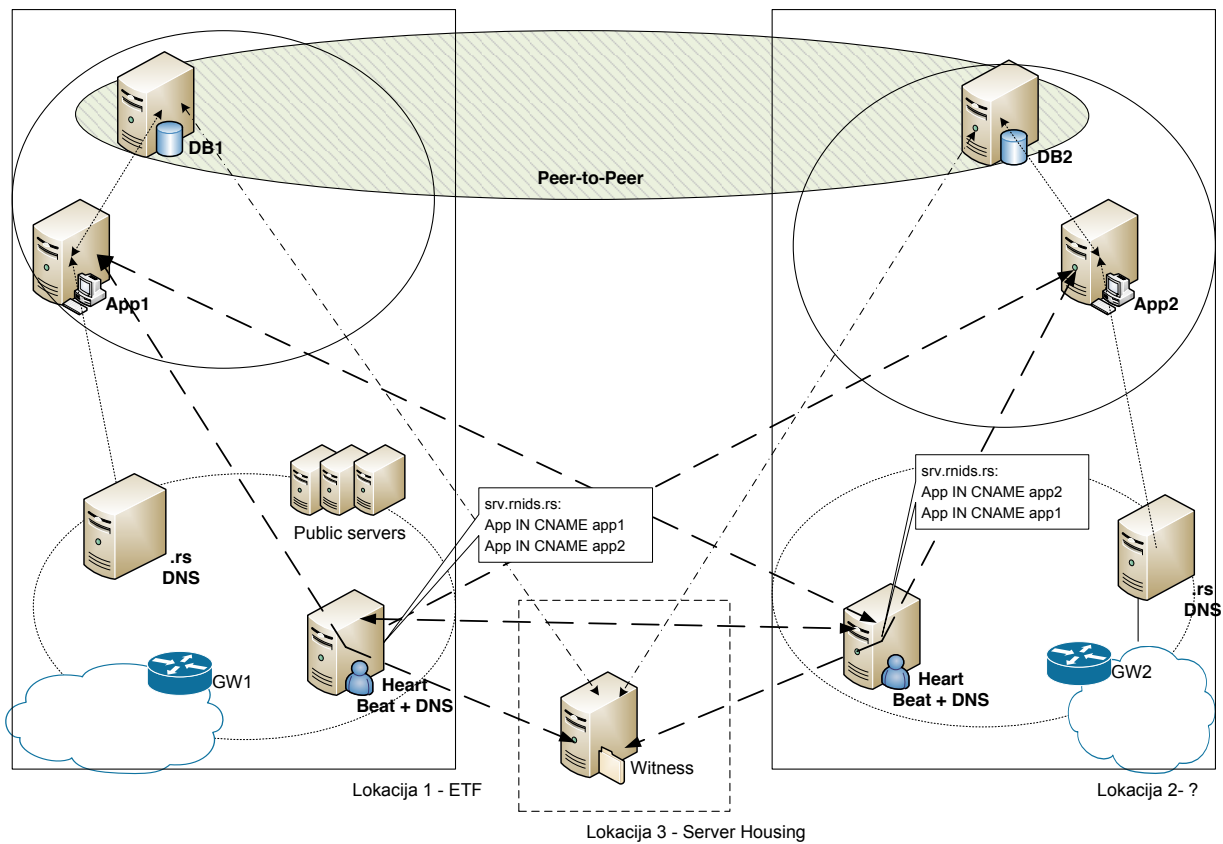 DB1
DB2
Peer-to-Peer
App1
App2
srv.rnids.rs:
App IN CNAME app2
App IN CNAME app1
srv.rnids.rs:
App IN CNAME app1
App IN CNAME app2
Public servers
.rs
DNS
.rs
DNS
GW1
Heart
Beat + DNS
Heart
Beat + DNS
GW2
Witness
Lokacija 1 - ETF
Lokacija 2- ?
Lokacija 3 - Server Housing